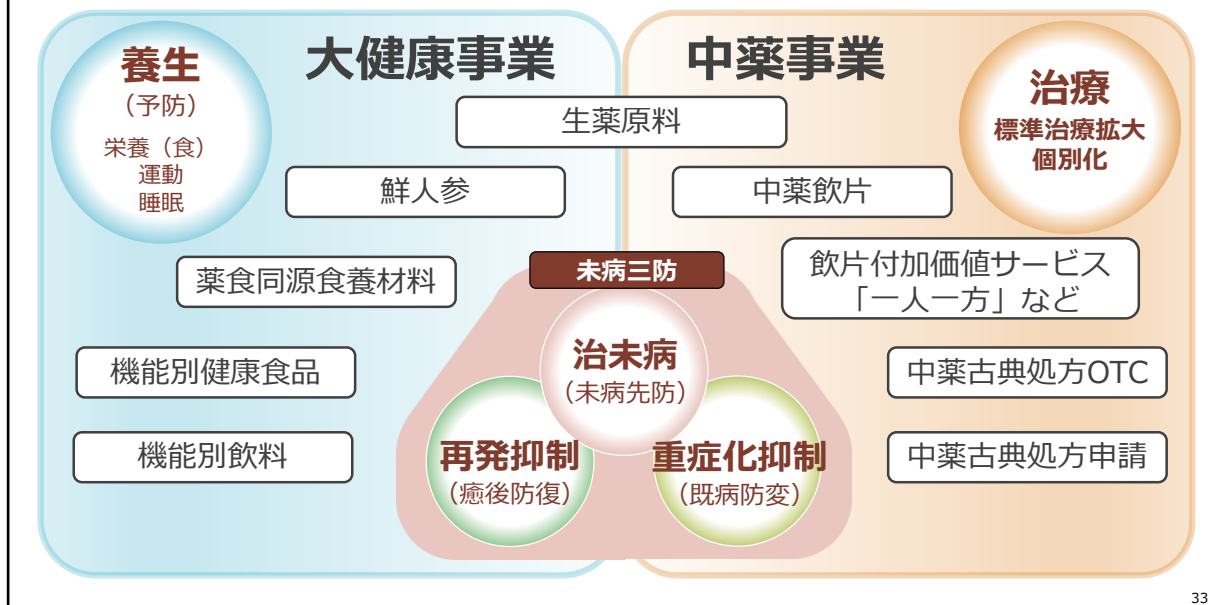 大健康事業
中薬事業
養生
（予防）
栄養（食）
運動
睡眠
治療
標準治療拡大
個別化
生薬原料
鮮人参
中薬飲片
薬食同源食養材料
飲片付加価値サービス
「一人一方」など
機能別健康食品
中薬古典処方OTC
機能別飲料
中薬古典処方申請
未病三防
治未病
（未病先防）
再発抑制
（癒後防復）
重症化抑制
（既病防変）
33